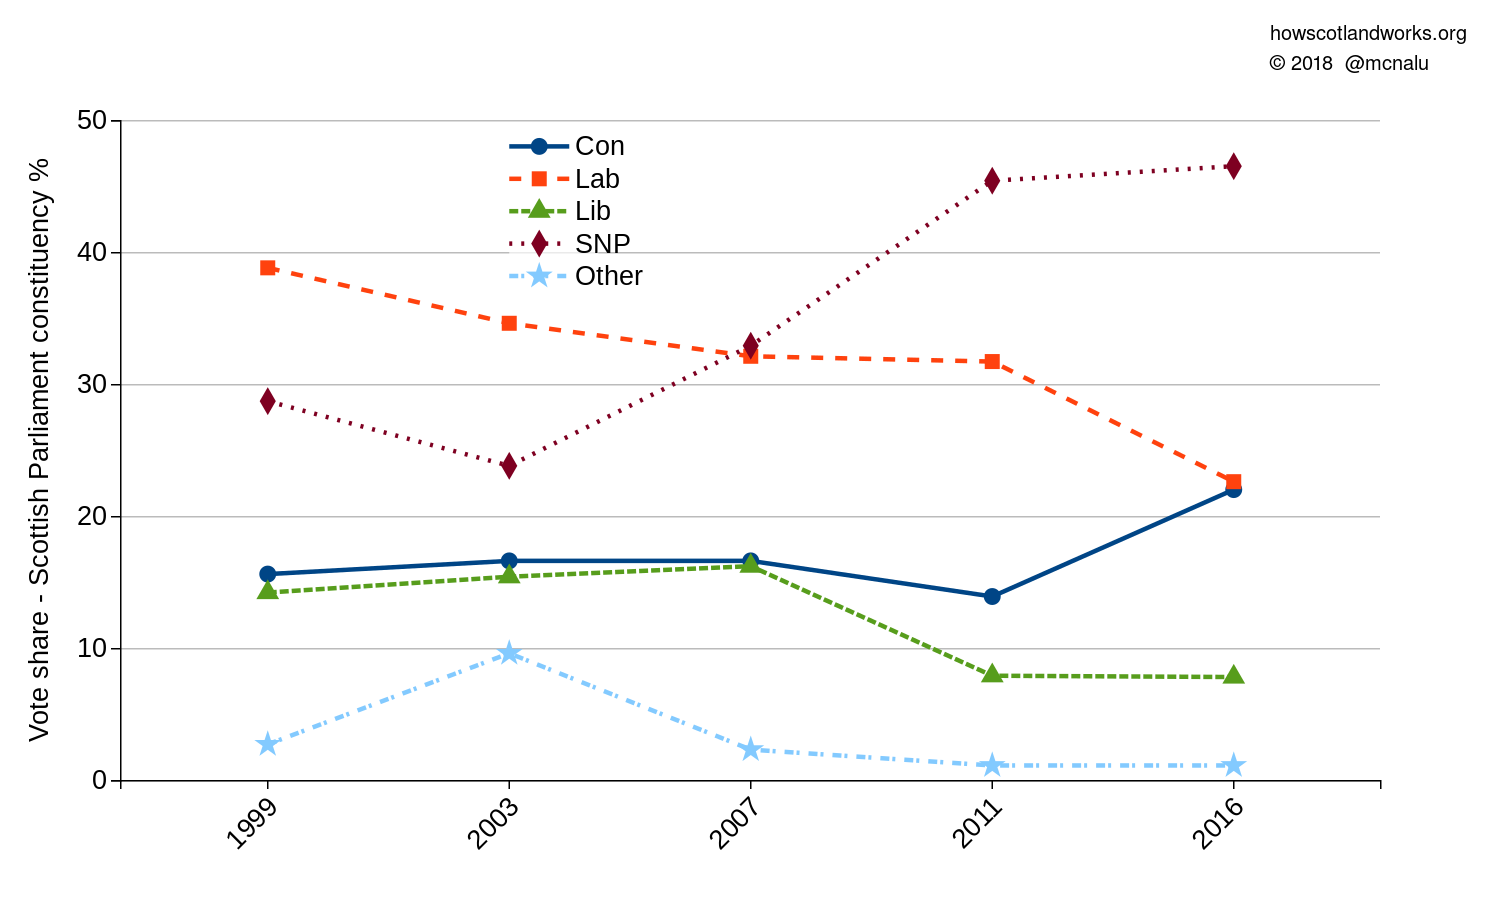 howscotlandworks.org
© 2018 @mcnalu
50
40
30
20
10
0
Vote share - Scottish Parliament constituency %
Con
Lab
Lib
SNP
Other
1999
2003
2007
2011
2016